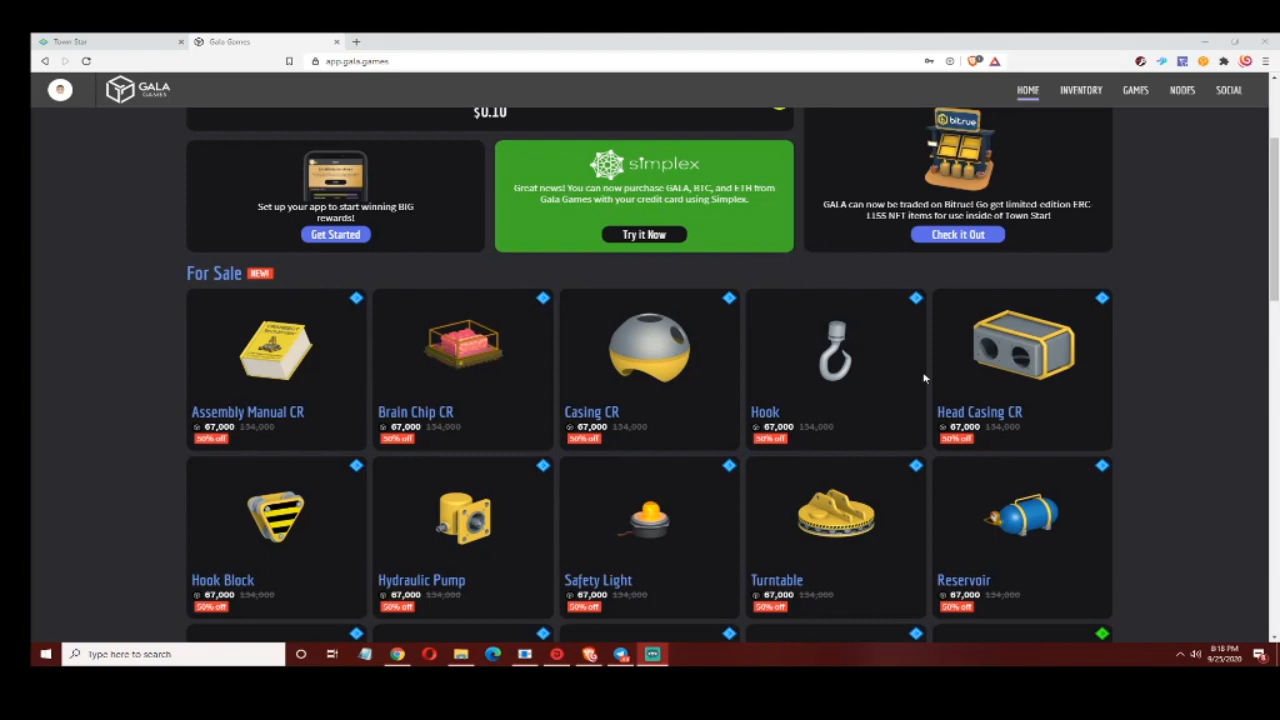 Town Star
Gala Games
app.gala.games
GALA
GAMES
HOME
INVENTORY
GAMES
NODES
SOCIAL
$0.10
Set up your app to start winning BIG
rewards!
Get Started
simplex
Great news! You can now purchase GALA, BTC, and ETH from
Gala Games with your credit card using Simplex.
Try it Now
bitrue
GALA can now be traded on Bitrue! Go get limited-edition ERC-
1155 NFT items for use inside of Town Star!
Check it Out
For Sale NEW!
Assembly Manual CR
67,000 134,000
50% off
Brain Chip CR
67,000 134,000
50% off
Casing CR
67,000 134,000
50% off
Hook
67,000 134,000
50% off
Head Casing CR
67,000 134,000
50% off
Hook Block
67,000 134,000
50% off
Hydraulic Pump
67,000 134,000
50% off
Safety Light
67,000 134,000
50% off
Turntable
67,000 134,000
50% off
Reservoir
67,000 134,000
50% off
Type here to search
8:18 PM
9/25/2020